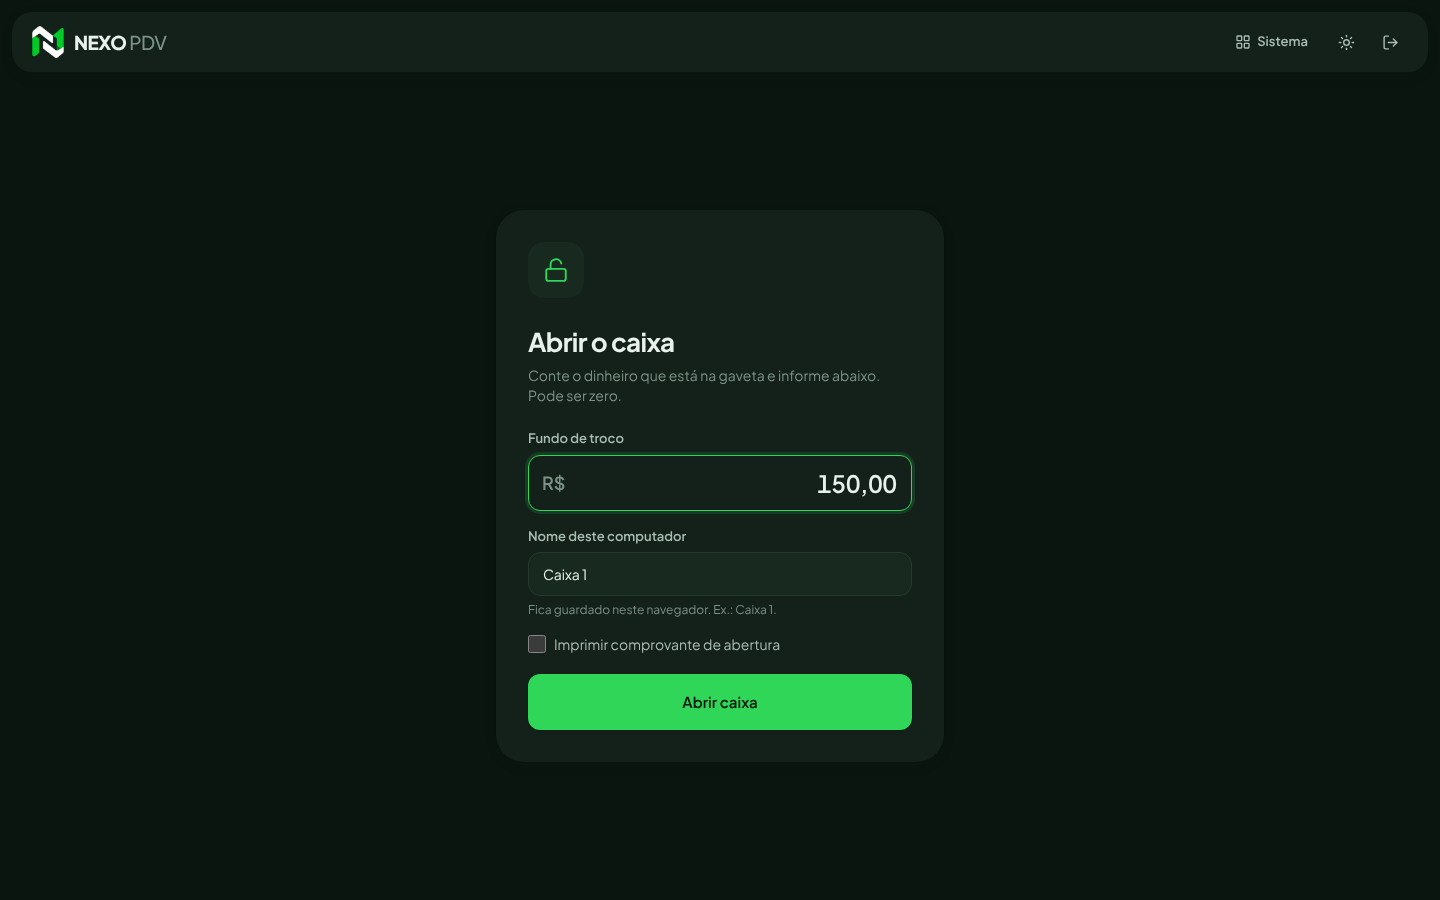 NEXO PDV
Sistema
Abrir o caixa
Conte o dinheiro que está na gaveta e informe abaixo.
Pode ser zero.
Fundo de troco
R$ 150,00
Nome deste computador
Caixa 1
Fica guardado neste navegador. Ex.: Caixa 1.
Imprimir comprovante de abertura
Abrir caixa